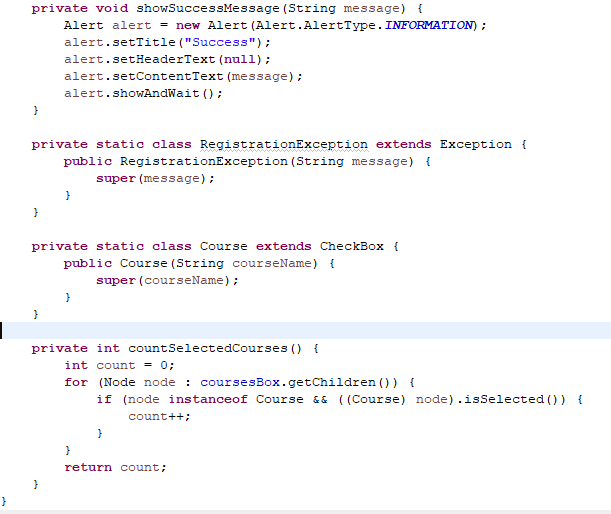 private void showSuccessMessage(String message) {
Alert alert = new Alert(Alert.AlertType.INFORMATION);
alert.setTitle("Success");
alert.setHeaderText(null);
alert.setContentText(message);
alert.showAndWait();
}
private static class RegistrationException extends Exception {
public RegistrationException(String message) {
super(message);
}
}
private static class Course extends CheckBox {
public Course(String courseName) {
super(courseName);
}
}
private int countSelectedCourses() {
int count = 0;
for (Node node : coursesBox.getChildren()) {
if (node instanceof Course && ((Course) node).isSelected()) {
count++;
}
}
return count;
}
}